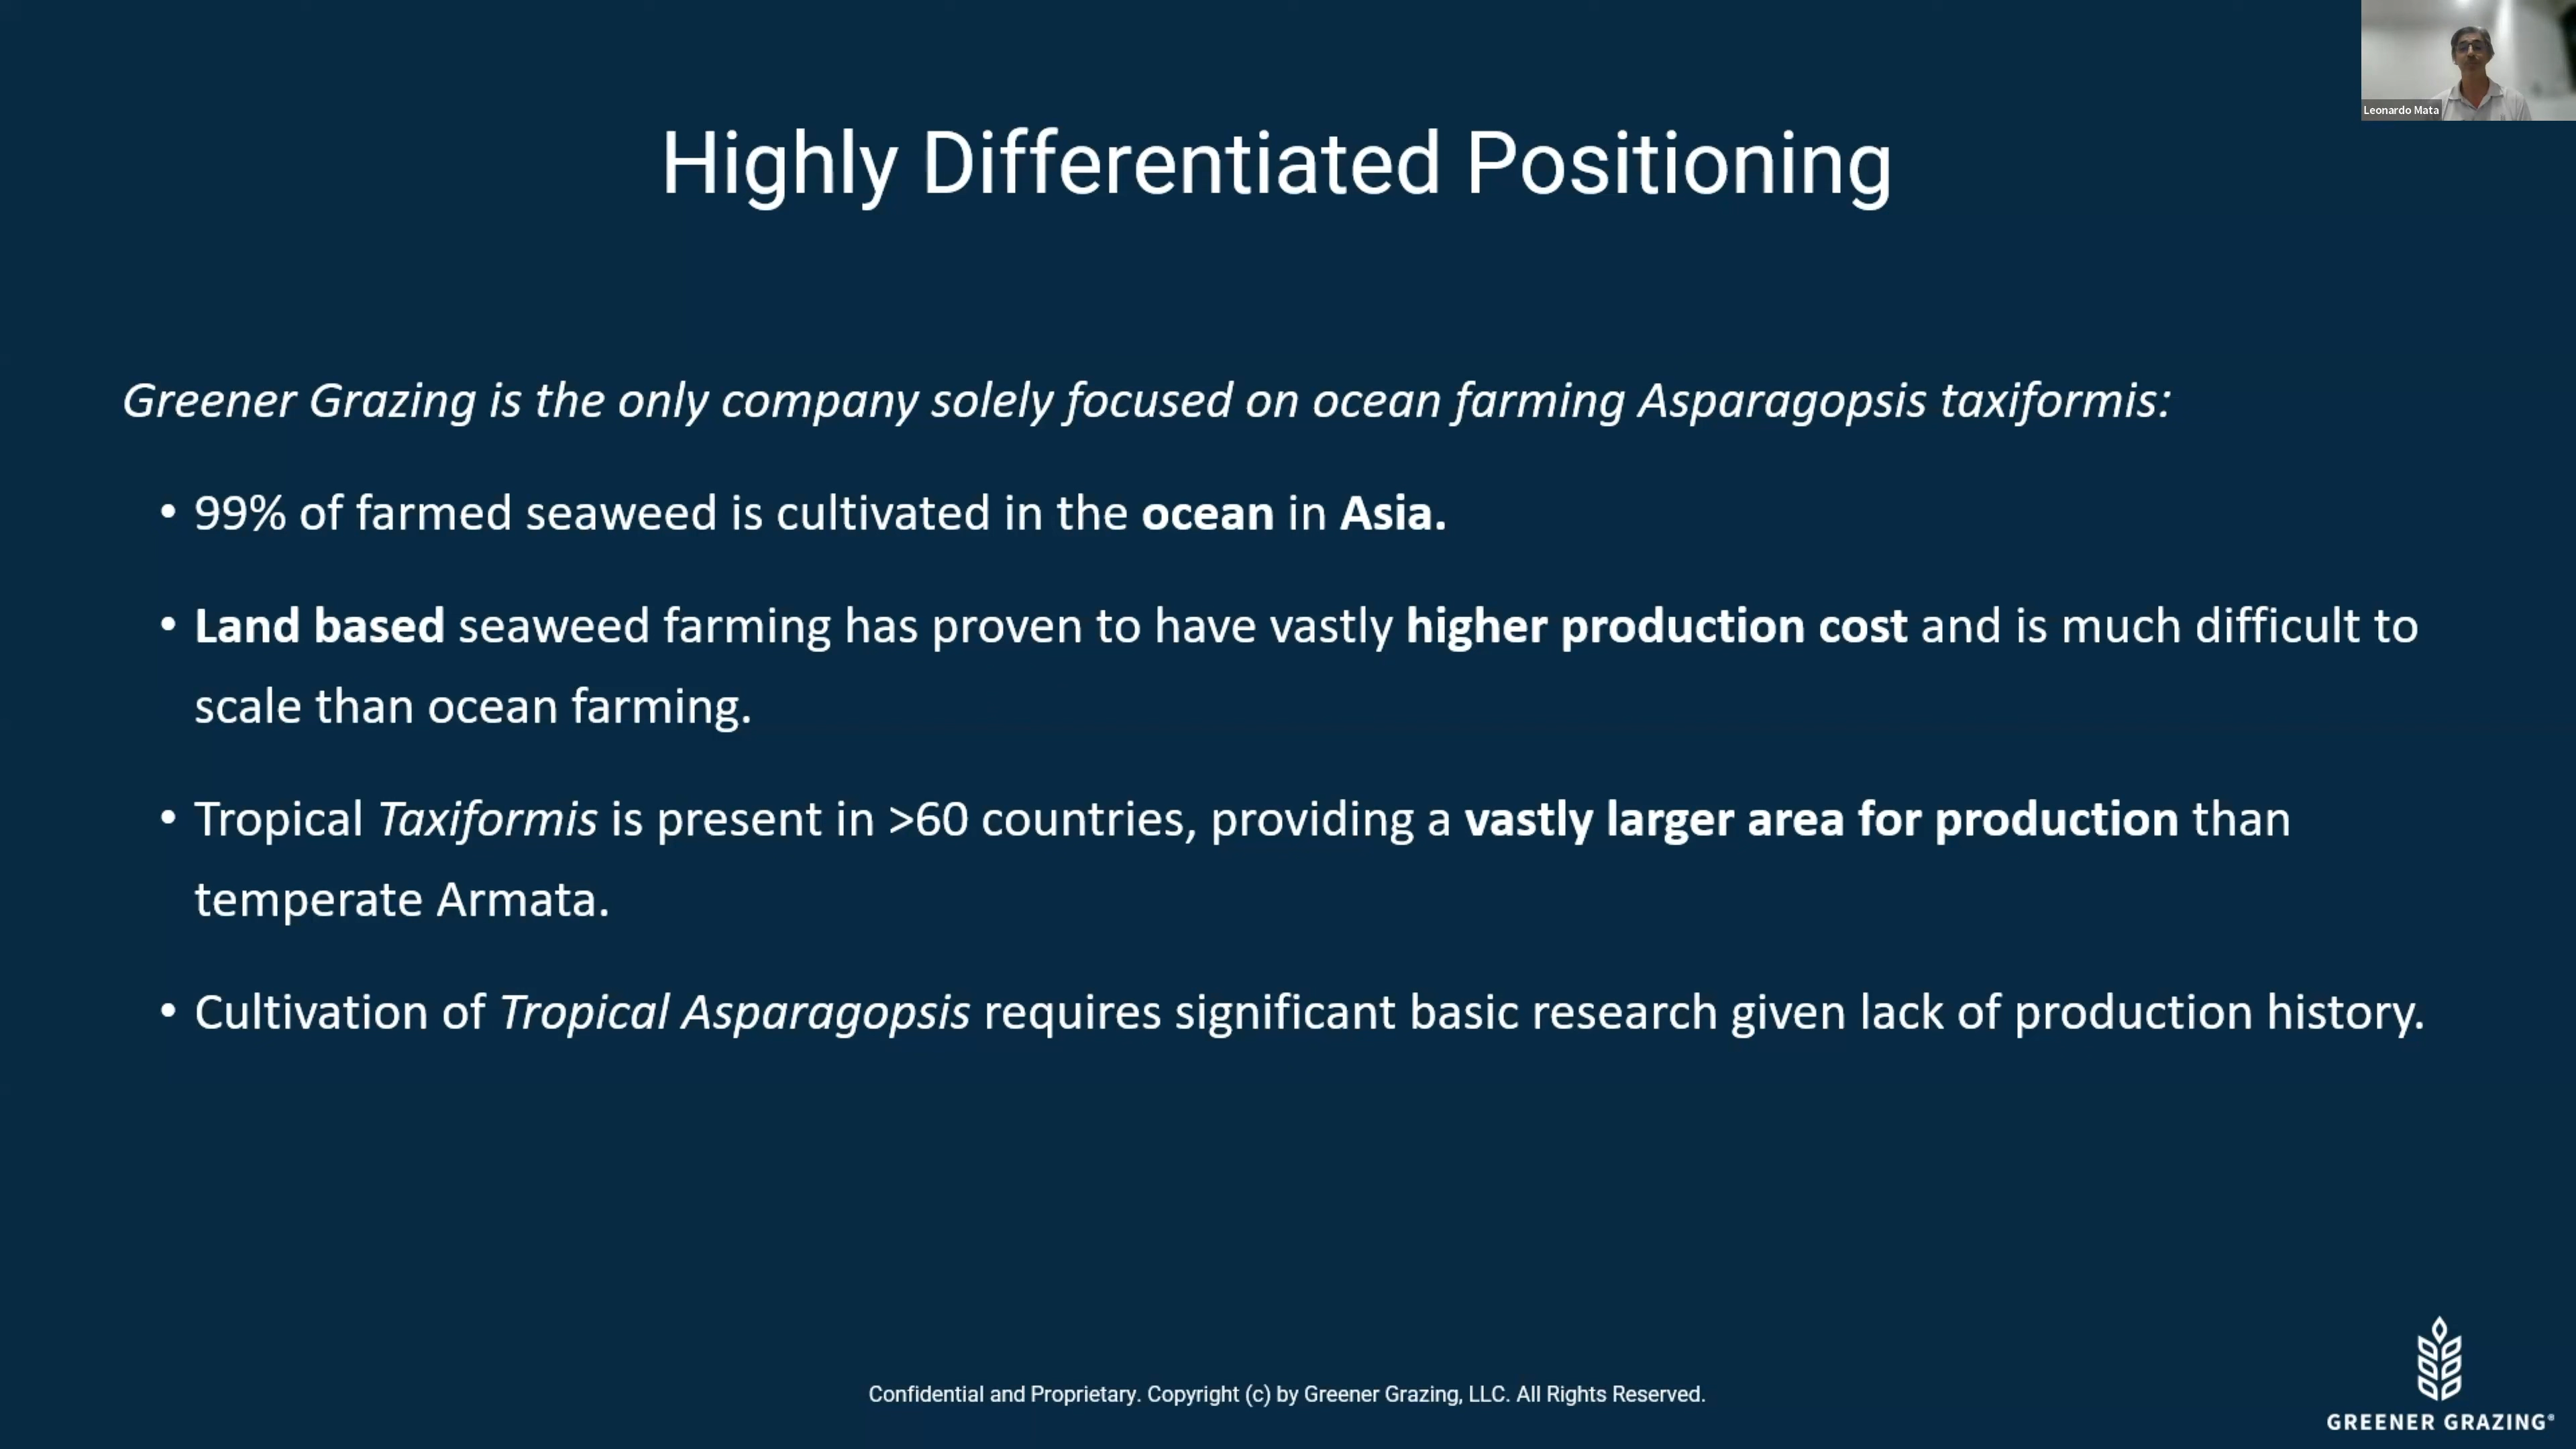 Leonardo Mata
Highly Differentiated Positioning
Greener Grazing is the only company solely focused on ocean farming Asparagopsis taxiformis:
• 99% of farmed seaweed is cultivated in the ocean in Asia.
• Land based seaweed farming has proven to have vastly higher production cost and is much difficult to
scale than ocean farming.
• Tropical Taxiformis is present in >60 countries, providing a vastly larger area for production than
temperate Armata.
• Cultivation of Tropical Asparagopsis requires significant basic research given lack of production history.
Confidential and Proprietary. Copyright (c) by Greener Grazing, LLC. All Rights Reserved.
GREENER GRAZING®